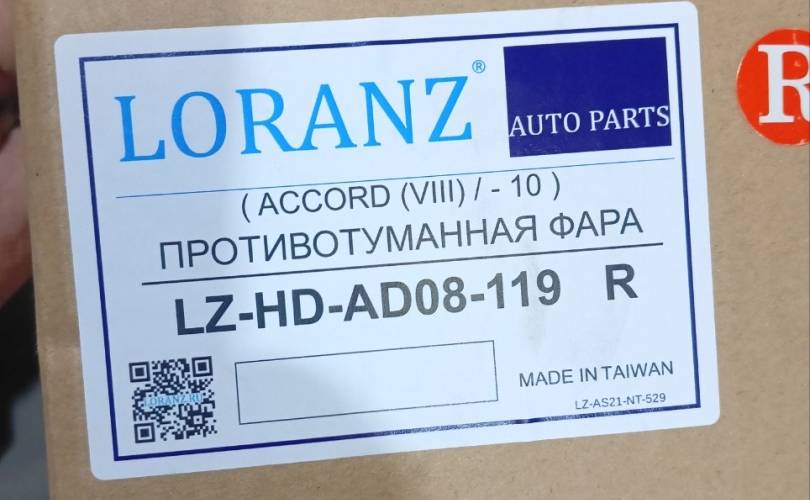 LORANZ®
AUTO PARTS
R
( ACCORD (VIII) / - 10 )
ПРОТИВОТУМАННАЯ ФАРА
LZ-HD-AD08-119 R
LORANZ.RU
MADE IN TAIWAN
LZ-AS21-NT-529